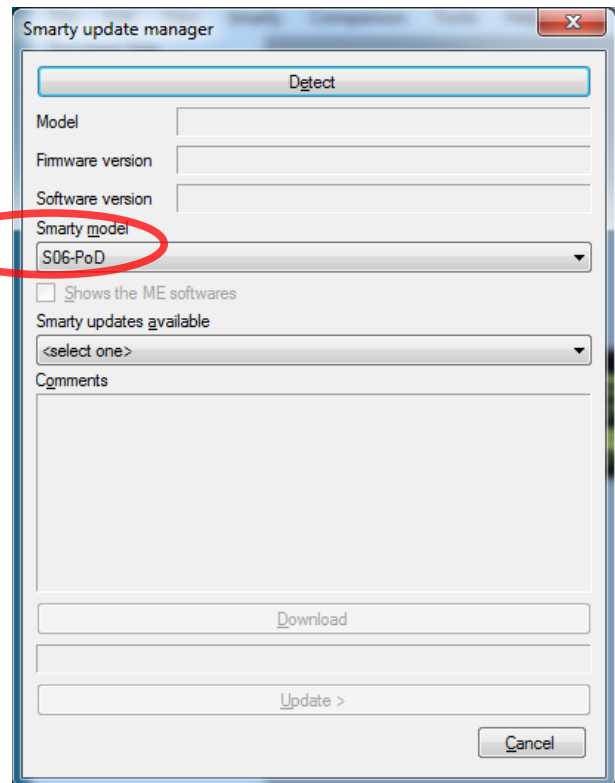 Smarty update manager
Detect
Model
Firmware version
Software version
Smarty model
S06-PoD
Shows the ME softwares
Smarty updates available
<select one>
Comments
Download
Update >
Cancel